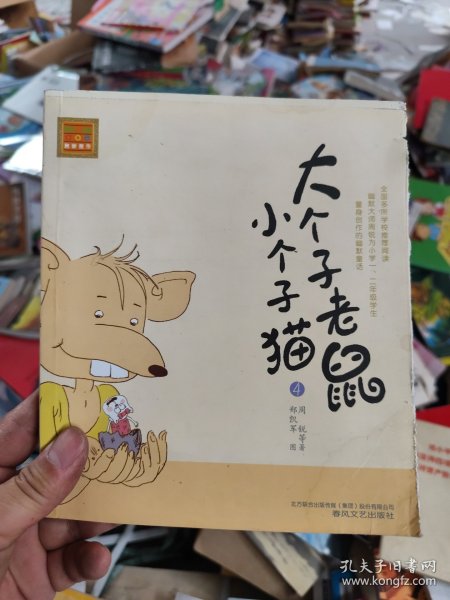 大个子老鼠
小个子猫
4
全国多所学校推荐阅读
幽默大师周锐为小学一、二年级学生
量身创作的幽默童话
周锐等著
郑凯军 图
北方联合出版传媒（集团）股份有限公司
春风文艺出版社
孔夫子旧书网
www.kongfz.com